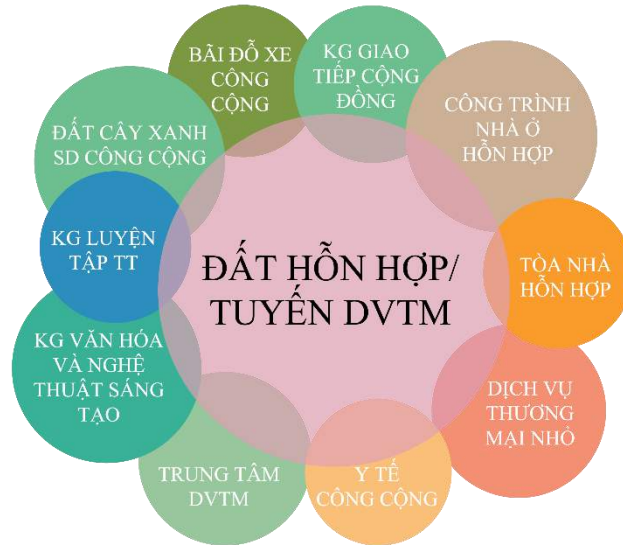 BÃI ĐỖ XE
CÔNG
CỘNG
KG GIAO
TIẾP CỘNG
ĐỒNG
CÔNG TRÌNH
NHÀ Ở
HỖN HỢP
ĐẤT CÂY XANH
SD CÔNG CỘNG
KG LUYỆN
TẬP TT
ĐẤT HỖN HỢP/
TUYẾN DVTM
TÒA NHÀ
HỖN HỢP
KG VĂN HÓA
VÀ NGHỆ
THUẬT SÁNG
TẠO
DỊCH VỤ
THƯƠNG
MẠI NHỎ
TRUNG TÂM
DVTM
Y TẾ
CÔNG CỘNG